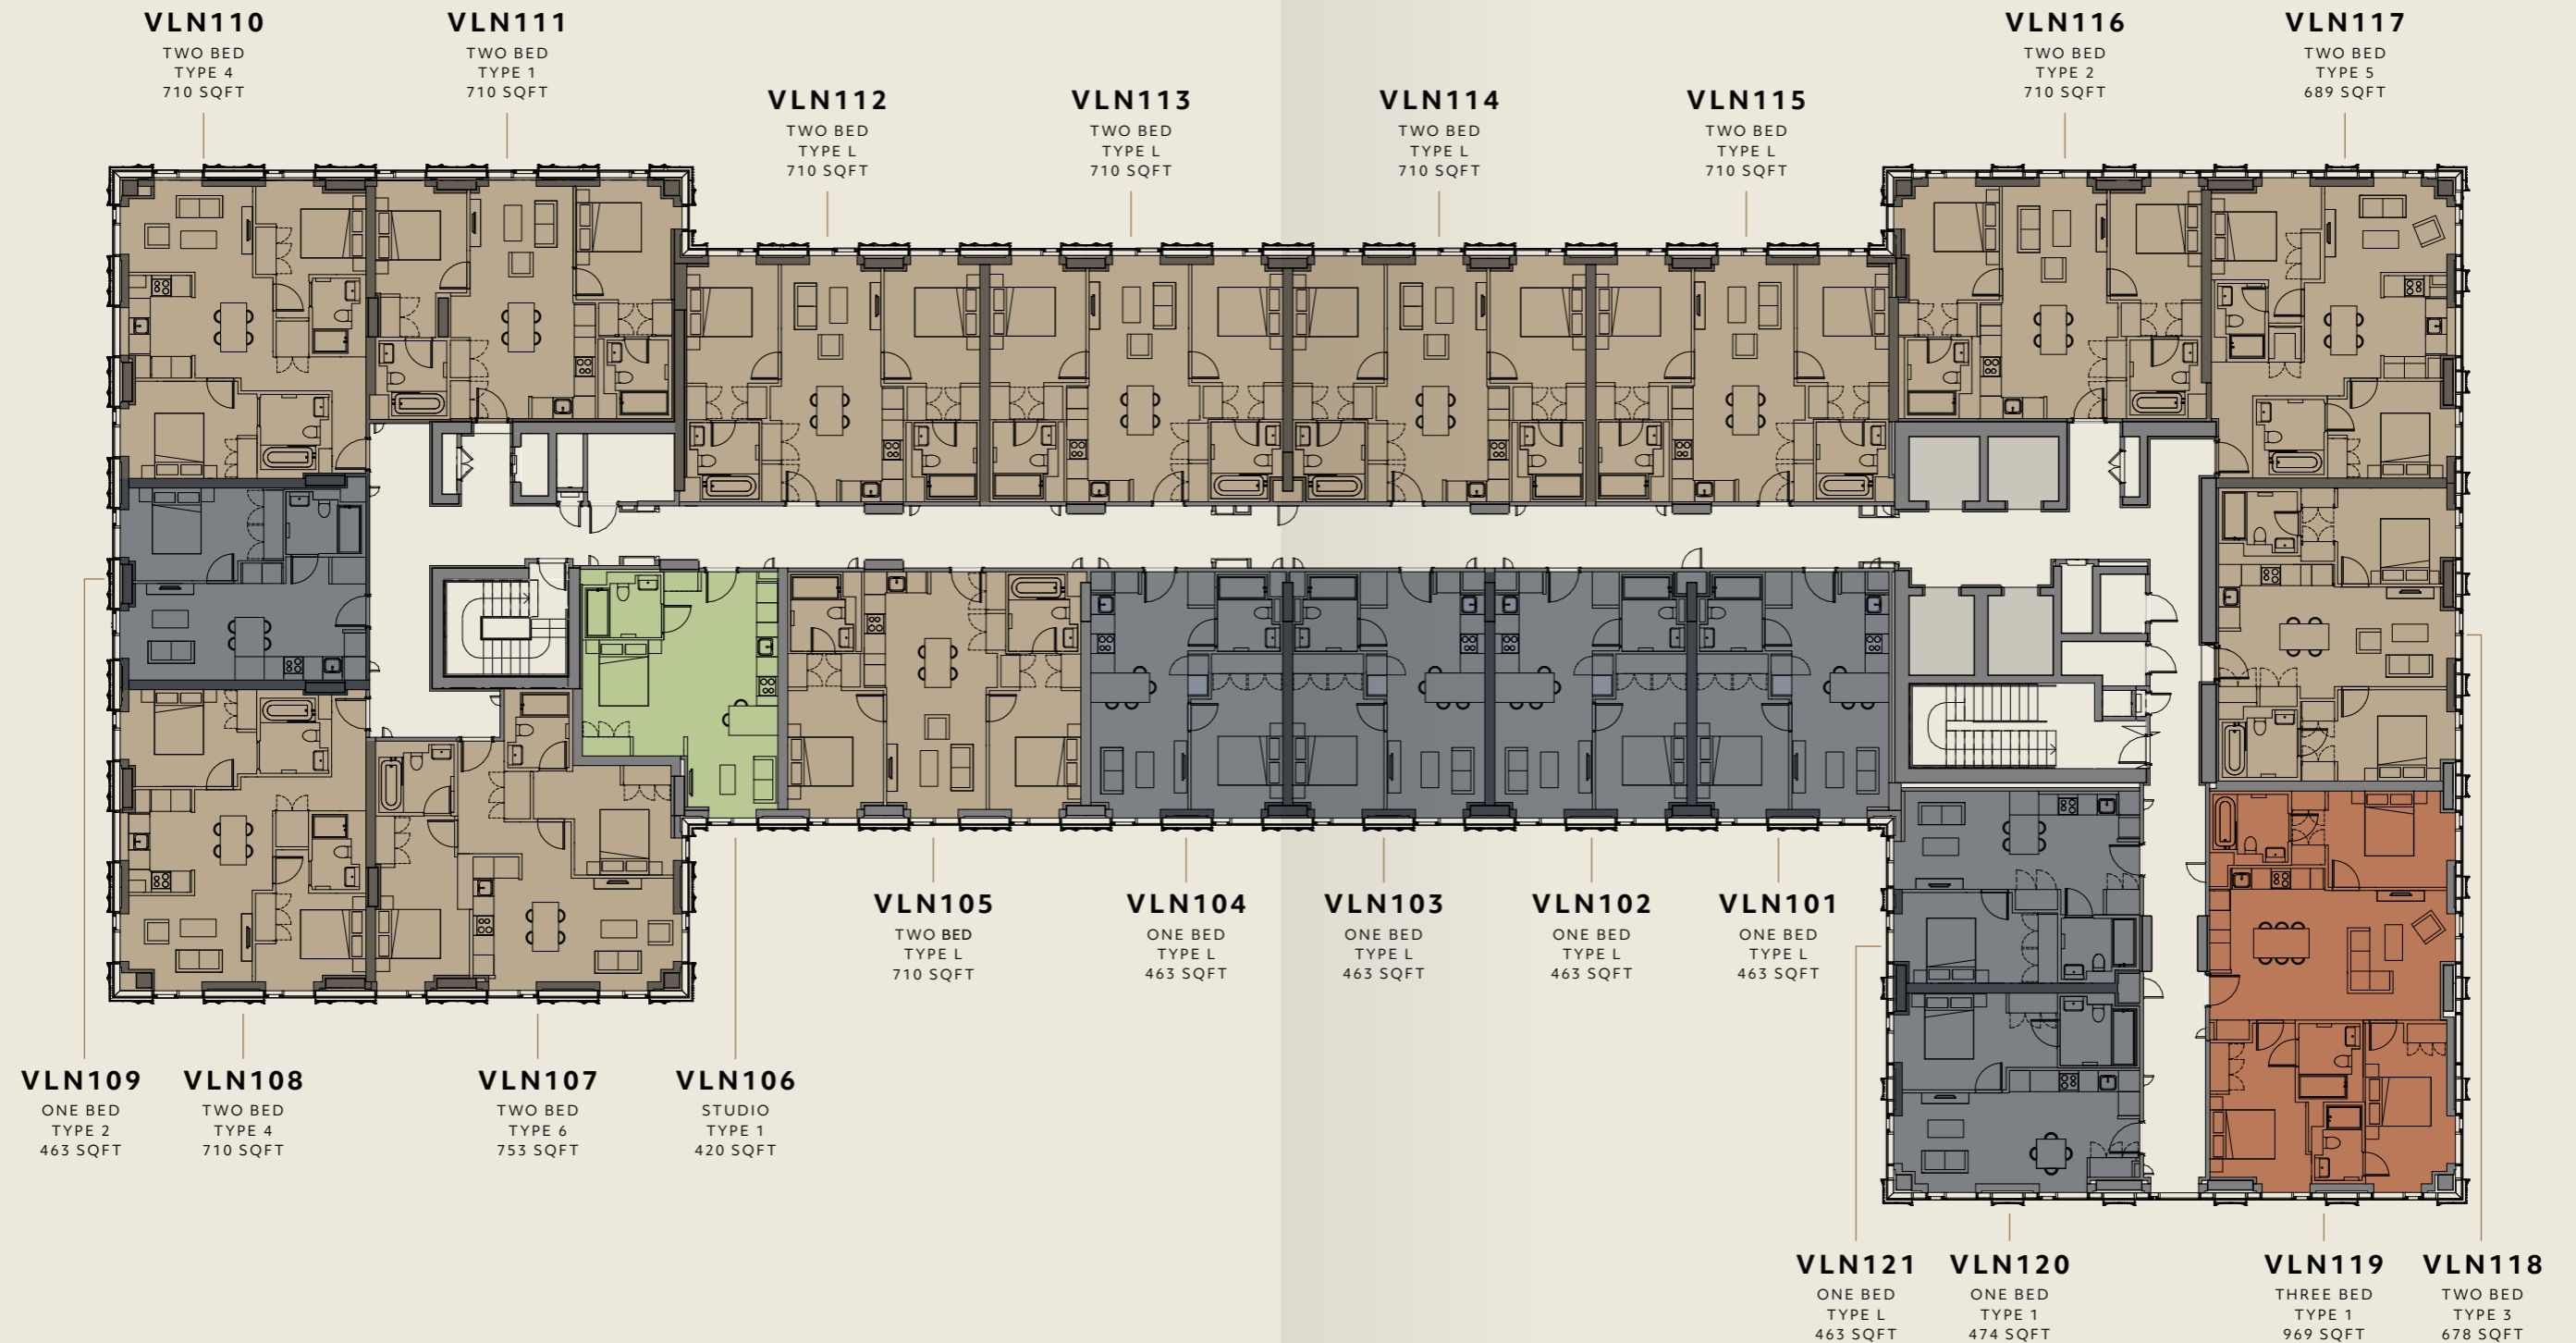 VLN110
TWO BED
TYPE 4
710 SQFT
VLN111
TWO BED
TYPE 1
710 SQFT
VLN112
TWO BED
TYPE L
710 SQFT
VLN113
TWO BED
TYPE L
710 SQFT
VLN114
TWO BED
TYPE L
710 SQFT
VLN115
TWO BED
TYPE L
710 SQFT
VLN116
TWO BED
TYPE 2
710 SQFT
VLN117
TWO BED
TYPE 5
689 SQFT
VLN105
TWO BED
TYPE L
710 SQFT
VLN104
ONE BED
TYPE L
463 SQFT
VLN103
ONE BED
TYPE L
463 SQFT
VLN102
ONE BED
TYPE L
463 SQFT
VLN101
ONE BED
TYPE L
463 SQFT
VLN109
ONE BED
TYPE 2
463 SQFT
VLN108
TWO BED
TYPE 4
710 SQFT
VLN107
TWO BED
TYPE 6
753 SQFT
VLN106
STUDIO
TYPE 1
420 SQFT
VLN121
ONE BED
TYPE L
463 SQFT
VLN120
ONE BED
TYPE 1
474 SQFT
VLN119
THREE BED
TYPE 1
969 SQFT
VLN118
TWO BED
TYPE 3
678 SQFT